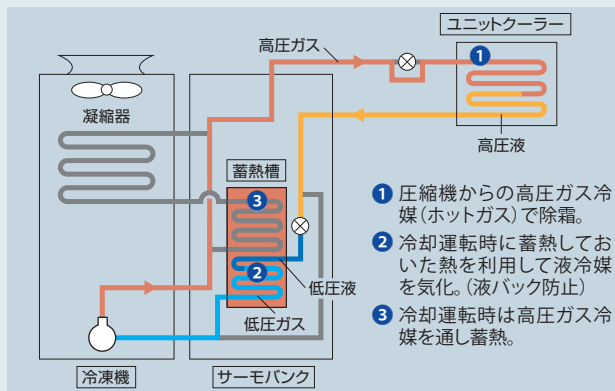 ユニットクーラー
高圧ガス
1
凝縮器
高圧液
蓄熱槽
3
2
低圧液
低圧ガス
冷凍機
サーモバンク
1 圧縮機からの高圧ガス冷
媒(ホットガス)で除霜。
2 冷却運転時に蓄熱してお
いた熱を利用して液冷媒
を気化。(液バック防止)
3 冷却運転時は高圧ガス冷
媒を通し蓄熱。